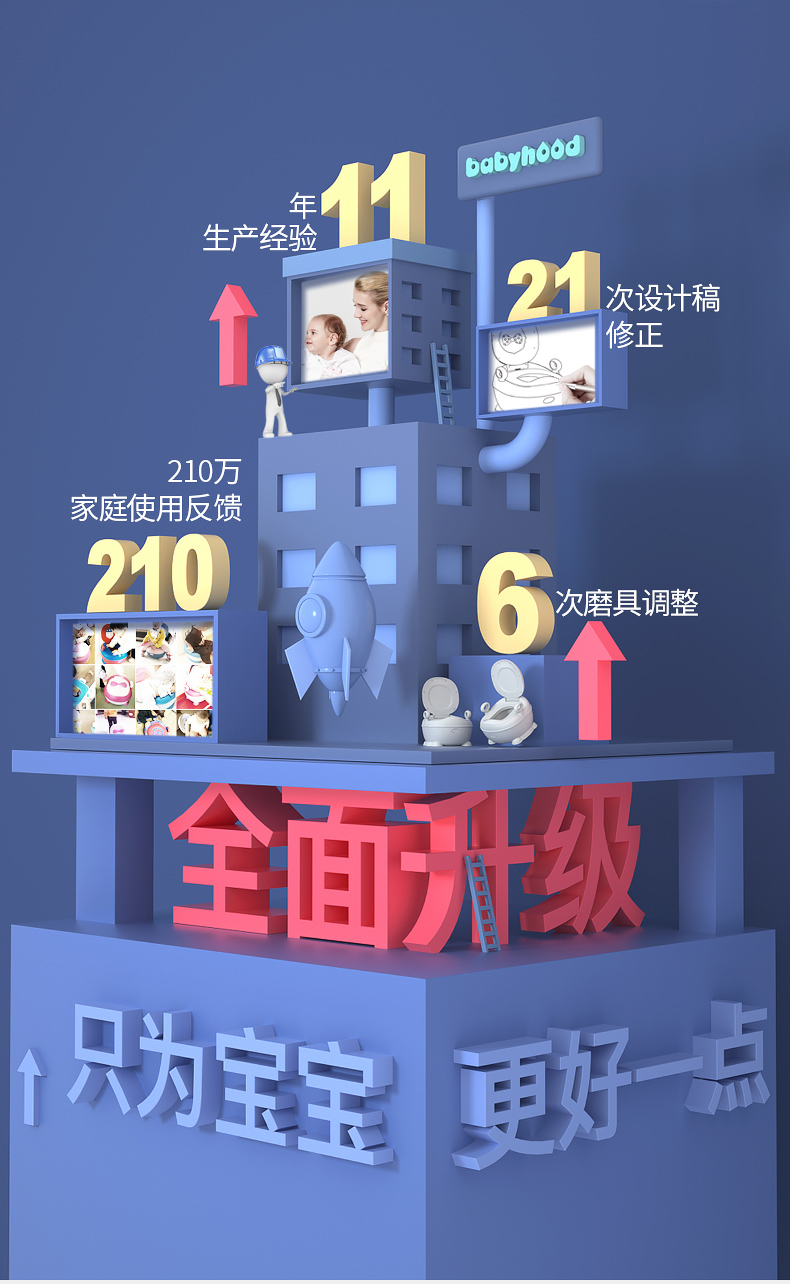 babyhood
11
年
生产经验
21
次设计稿
修正
210万
家庭使用反馈
210
6
次磨具调整
全面升级
只为宝宝
更好一点